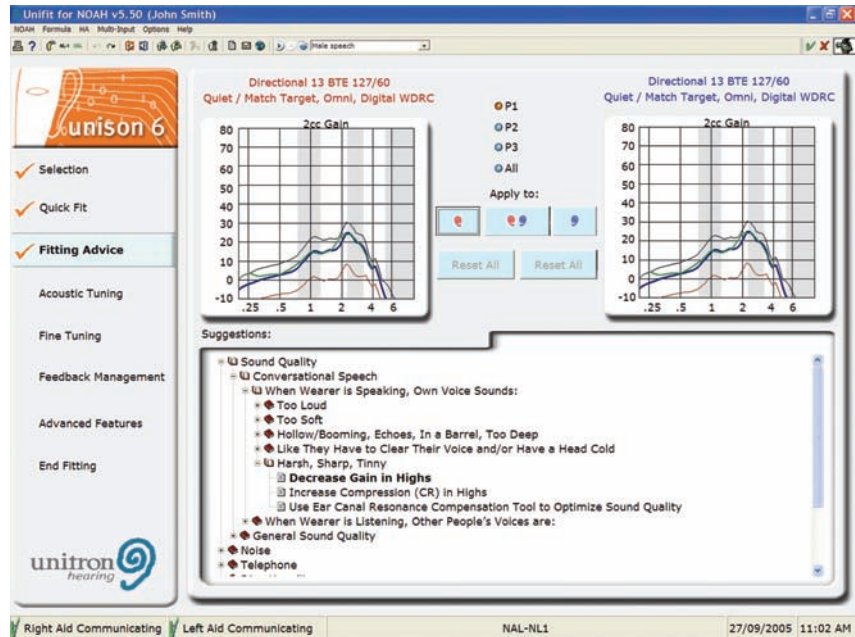 Unifit for NOAH v5.50 (John Smith)
NOAH Formula HA Multi-Input Options Help
Male speech
unison 6
Selection
Quick Fit
Fitting Advice
Acoustic Tuning
Fine Tuning
Feedback Management
Advanced Features
End Fitting
unitron
hearing
Directional 13 BTE 127/60
Quiet / Match Target, Omni, Digital WDRC
2cc Gain
80
70
60
50
40
30
20
10
0
-10
.25 .5 1 2 4 6
P1
P2
P3
All
Apply to:
Reset All Reset All
Directional 13 BTE 127/60
Quiet / Match Target, Omni, Digital WDRC
2cc Gain
80
70
60
50
40
30
20
10
0
-10
.25 .5 1 2 4 6
Suggestions:
Sound Quality
Conversational Speech
When Wearer is Speaking, Own Voice Sounds:
Too Loud
Too Soft
Hollow/Booming, Echoes, In a Barrel, Too Deep
Like They Have to Clear Their Voice and/or Have a Head Cold
Harsh, Sharp, Tinny
Decrease Gain in Highs
Increase Compression (CR) in Highs
Use Ear Canal Resonance Compensation Tool to Optimize Sound Quality
When Wearer is Listening, Other People's Voices are:
General Sound Quality
Noise
Telephone
Right Aid Communicating Left Aid Communicating NAL-NL1 27/09/2005 11:02 AM